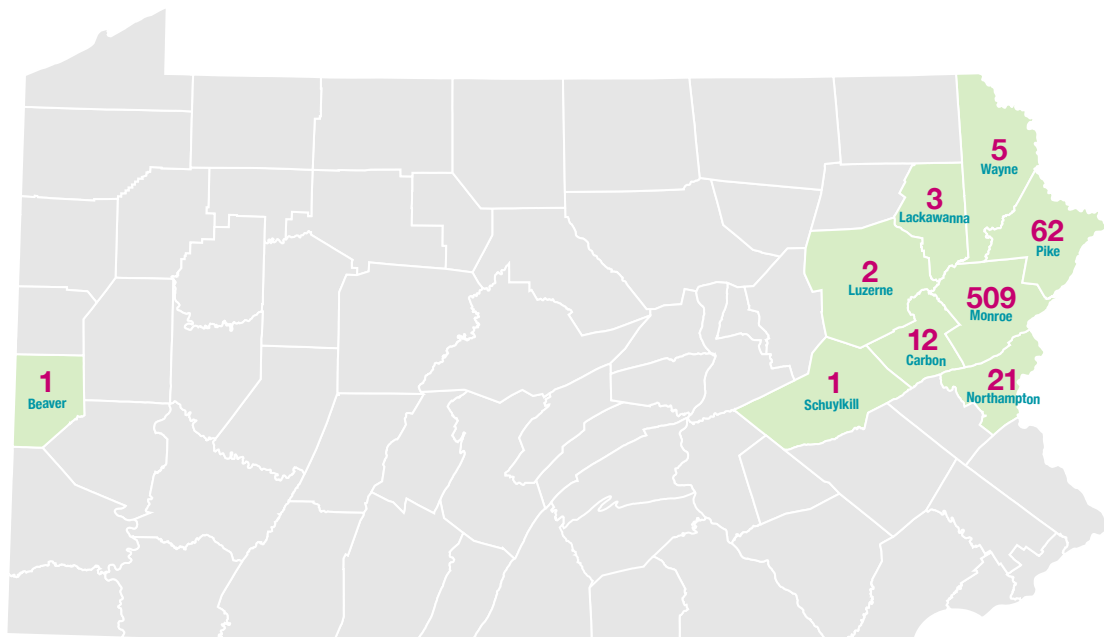 5
Wayne
3
Lackawanna
62
Pike
2
Luzerne
509
Monroe
12
Carbon
1
Beaver
1
Schuylkill
21
Northampton